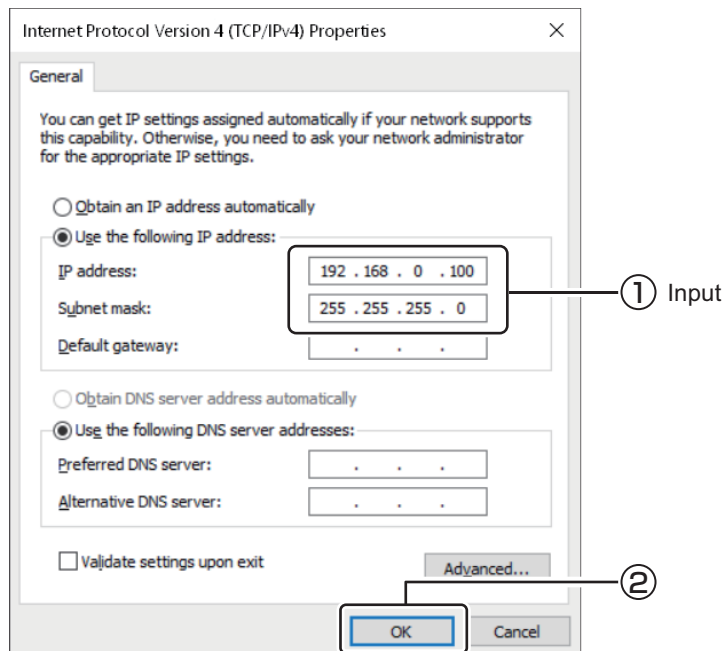 Internet Protocol Version 4 (TCP/IPv4) Properties
General
You can get IP settings assigned automatically if your network supports
this capability. Otherwise, you need to ask your network administrator
for the appropriate IP settings.
Obtain an IP address automatically
Use the following IP address:
IP address: 192 . 168 . 0 . 100
Subnet mask: 255 . 255 . 255 . 0
① Input
Default gateway: . . .
Obtain DNS server address automatically
Use the following DNS server addresses:
Preferred DNS server: . . .
Alternative DNS server: . . .
Validate settings upon exit
Advanced...
②
OK Cancel